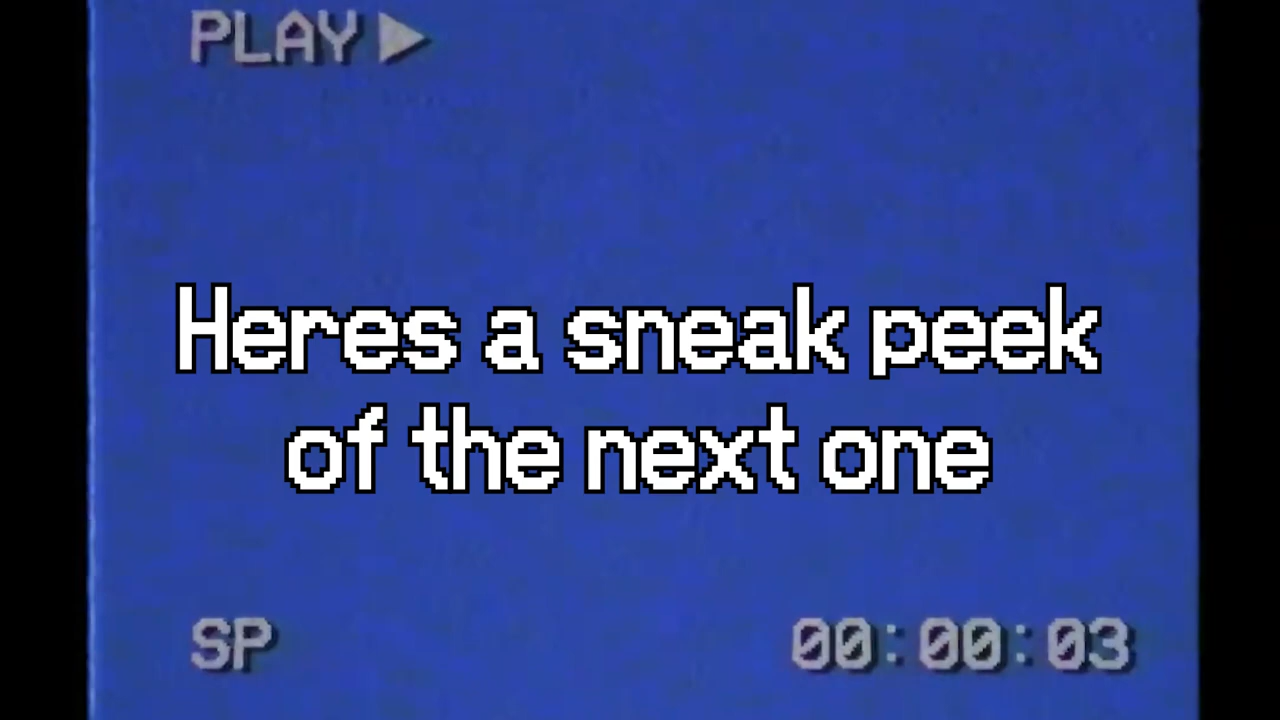 PLAY ▶
Heres a sneak peek
of the next one
SP 00:00:03